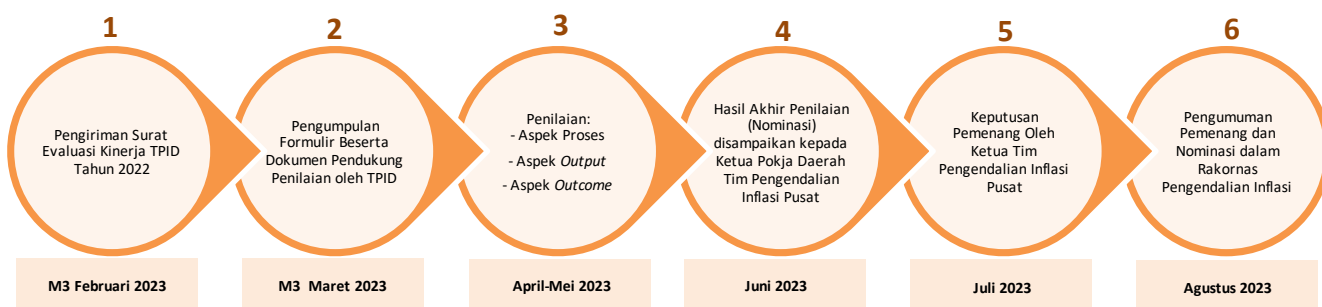 1
Pengiriman Surat
Evaluasi Kinerja TPID
Tahun 2022
M3 Februari 2023
2
Pengumpulan
Formulir Beserta
Dokumen Pendukung
Penilaian oleh TPID
M3 Maret 2023
3
Penilaian:
- Aspek Proses
- Aspek Output
- Aspek Outcome
April-Mei 2023
4
Hasil Akhir Penilaian
(Nominasi)
disampaikan kepada
Ketua Pokja Daerah
Tim Pengendalian
Inflasi Pusat
Juni 2023
5
Keputusan
Pemenang Oleh
Ketua Tim
Pengendalian Inflasi
Pusat
Juli 2023
6
Pengumuman
Pemenang dan
Nominasi dalam
Rakornas
Pengendalian Inflasi
Agustus 2023